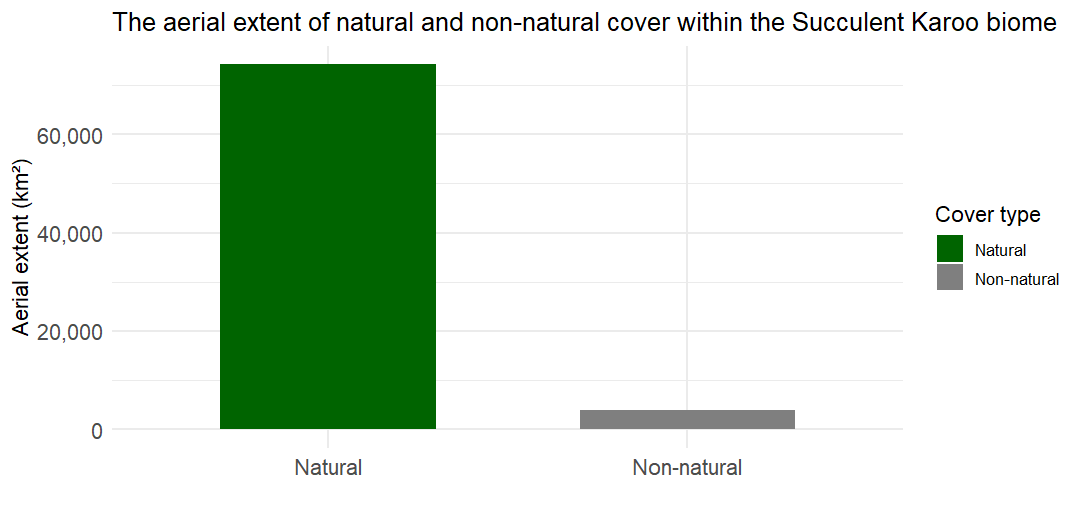 The aerial extent of natural and non-natural cover within the Succulent Karoo biome
Aerial extent (km²)
60,000
40,000
20,000
0
Natural
Non-natural
Cover type
Natural
Non-natural